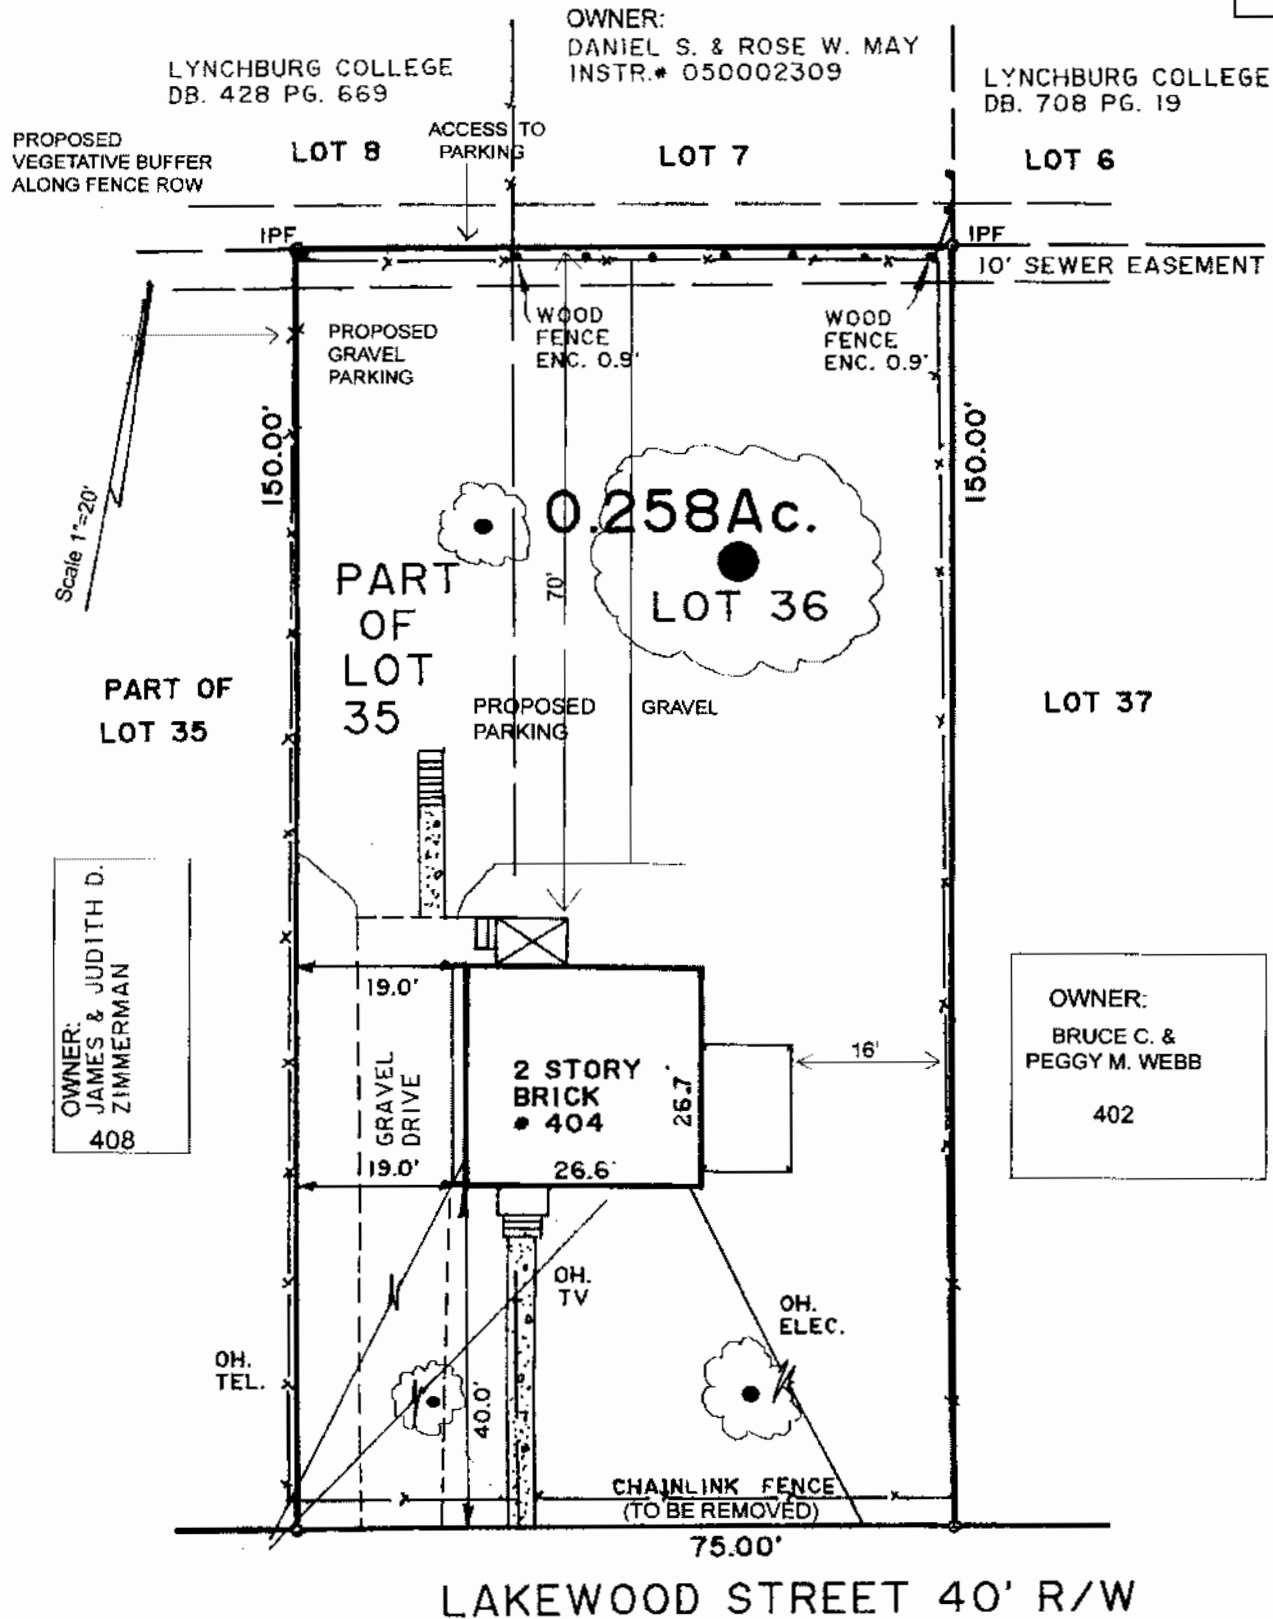 OWNER:
DANIEL S. & ROSE W. MAY
INSTR.# 050002309
LYNCHBURG COLLEGE
DB. 428 PG. 669
LYNCHBURG COLLEGE
DB. 708 PG. 19
PROPOSED
VEGETATIVE BUFFER
ALONG FENCE ROW
LOT 8
ACCESS TO
PARKING
LOT 7
LOT 6
IPF
IPF
10' SEWER EASEMENT
PROPOSED
GRAVEL
PARKING
WOOD
FENCE
ENC. 0.9'
WOOD
FENCE
ENC. 0.9'
150.00'
150.00'
Scale 1"=20'
0.258Ac.
LOT 36
70'
PART
OF
LOT
35
PART OF
LOT 35
PROPOSED GRAVEL
PARKING
LOT 37
OWNER:
JAMES & JUDITH D.
ZIMMERMAN
408
19.0'
GRAVEL
DRIVE
19.0'
2 STORY
BRICK
# 404
26.7'
26.6'
16'
OWNER:
BRUCE C. &
PEGGY M. WEBB
402
OH.
TV
OH.
ELEC.
OH.
TEL.
40.0'
CHAINLINK FENCE
(TO BE REMOVED)
75.00'
LAKEWOOD STREET 40' R/W